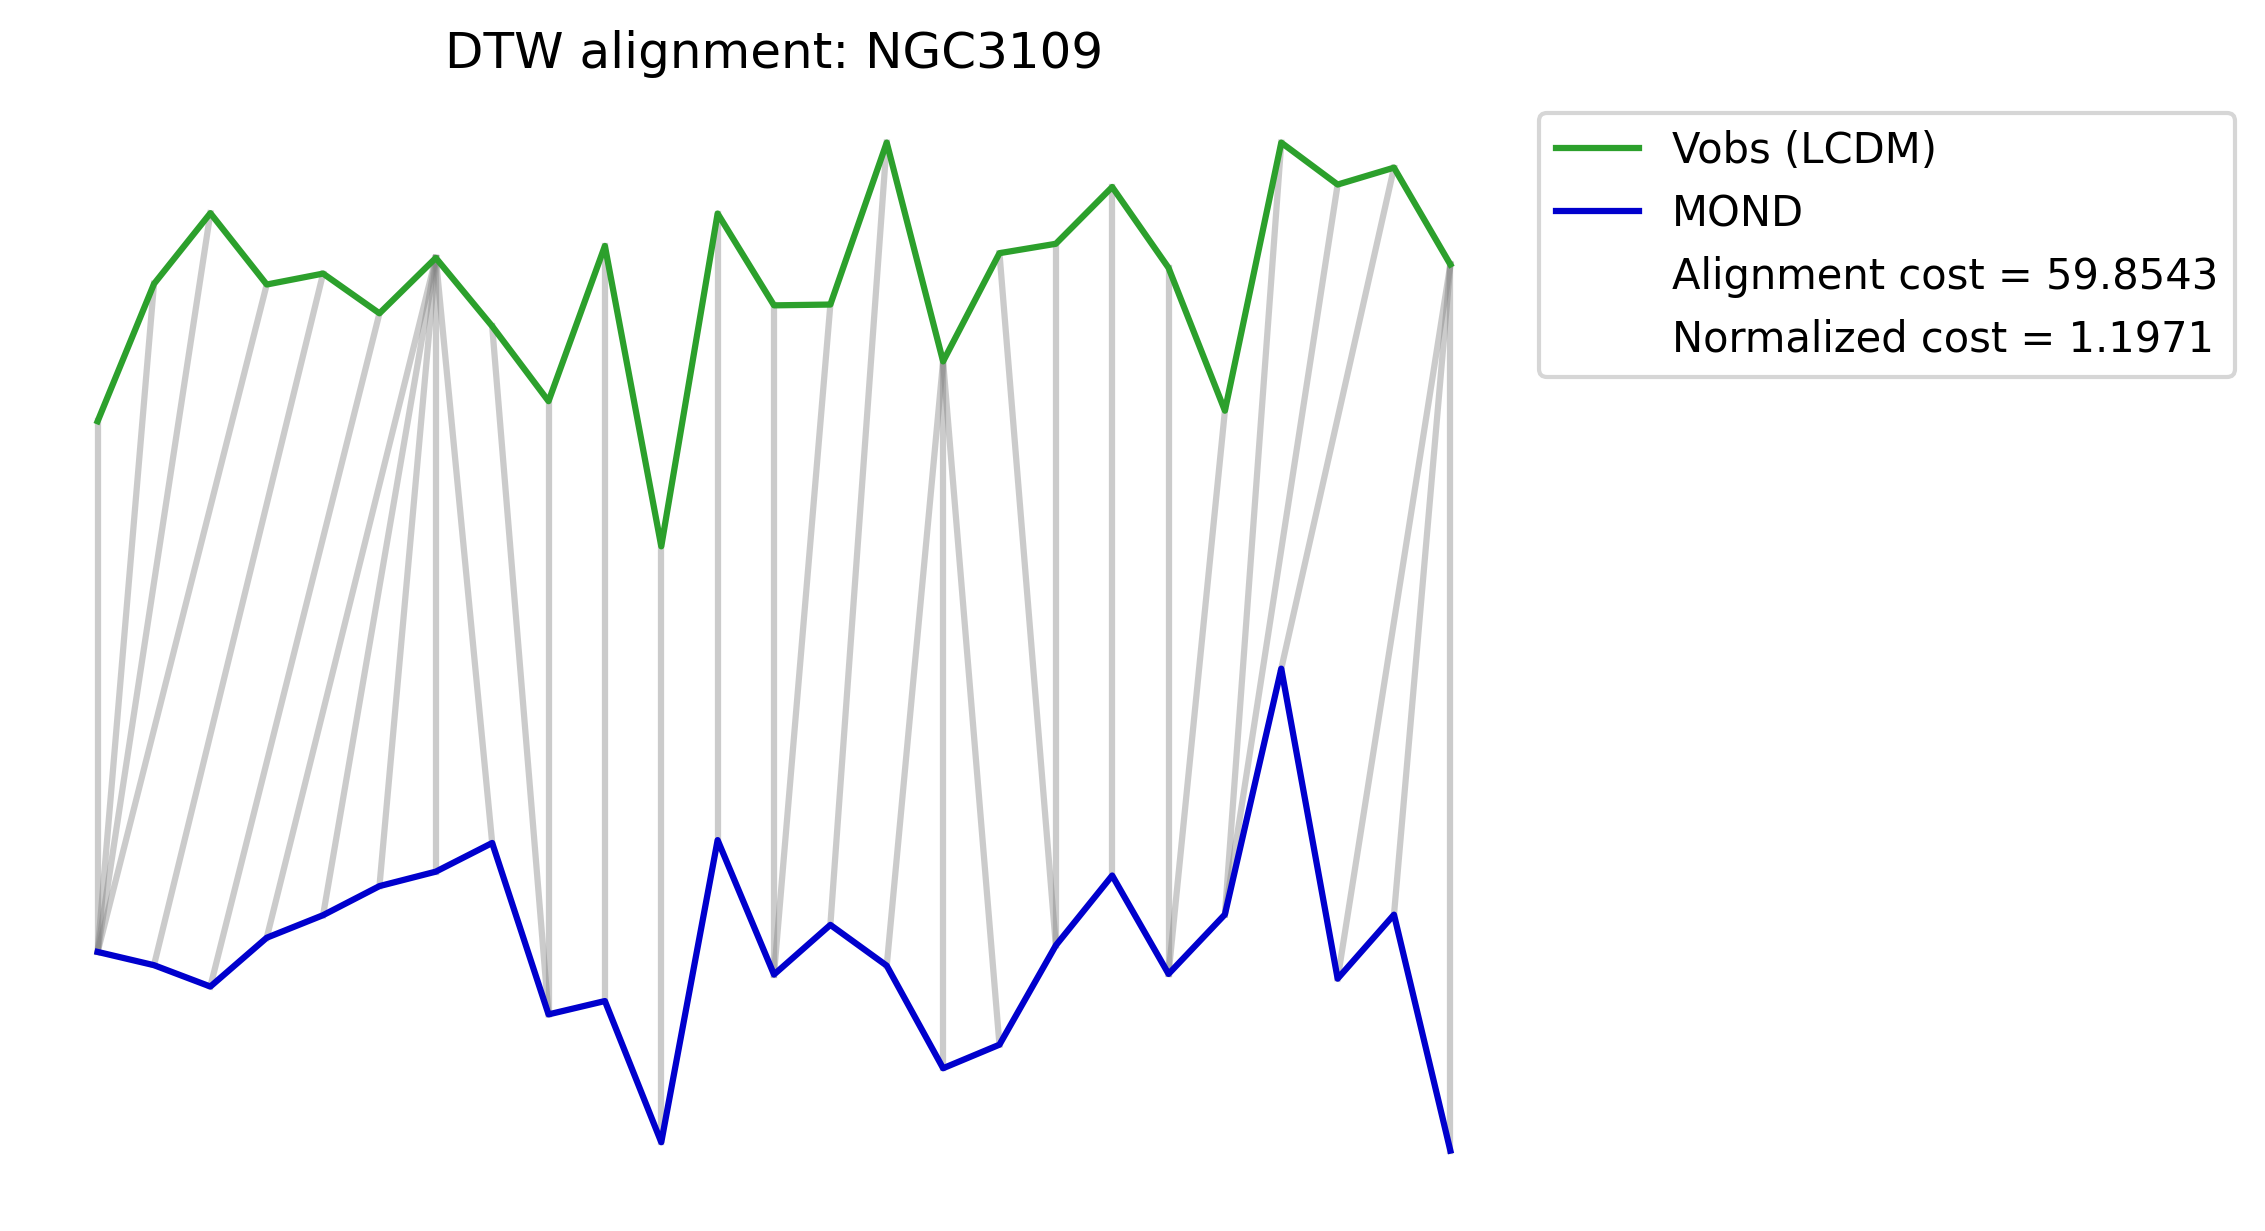 DTW alignment: NGC3109
Vobs (LCDM)
MOND
Alignment cost = 59.8543
Normalized cost = 1.1971